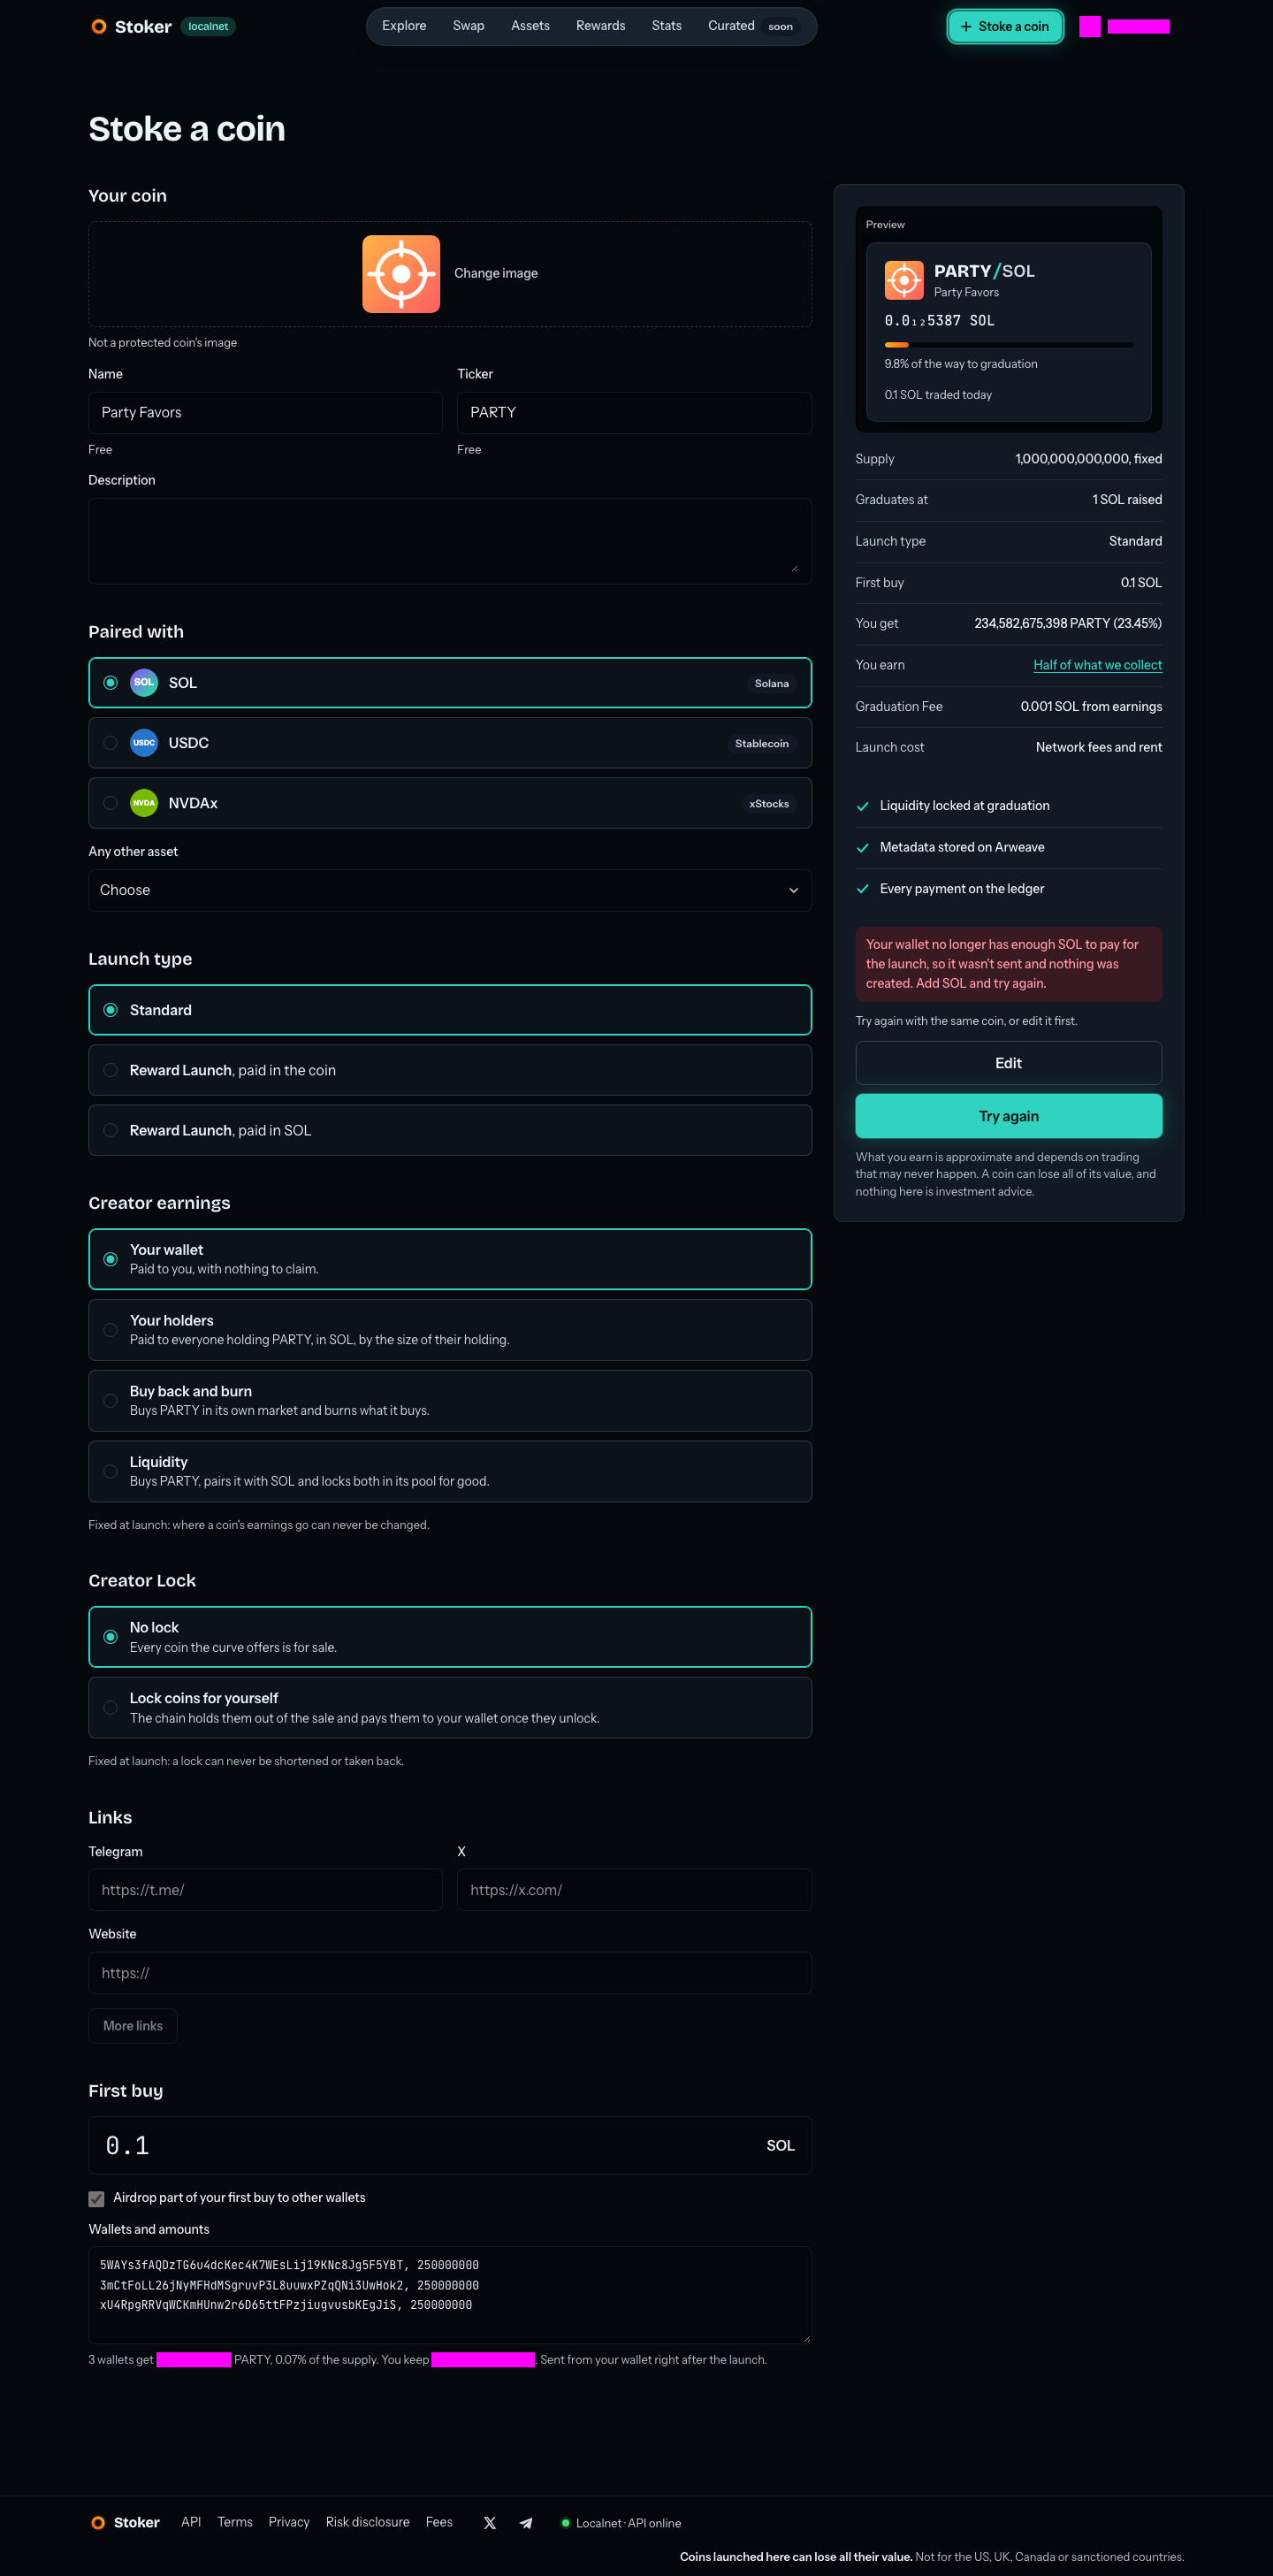 Stoker localnet
Explore Swap Assets Rewards Stats Curated soon
+ Stoke a coin
Stoke a coin
Your coin
Change image
Not a protected coin's image
Name
Ticker
Party Favors
PARTY
Free
Free
Description
Paired with
SOL SOL Solana
USDC USDC Stablecoin
NVDA NVDAx xStocks
Any other asset
Choose
Launch type
Standard
Reward Launch, paid in the coin
Reward Launch, paid in SOL
Creator earnings
Your wallet
Paid to you, with nothing to claim.
Your holders
Paid to everyone holding PARTY, in SOL, by the size of their holding.
Buy back and burn
Buys PARTY in its own market and burns what it buys.
Liquidity
Buys PARTY, pairs it with SOL and locks both in its pool for good.
Fixed at launch: where a coin's earnings go can never be changed.
Creator Lock
No lock
Every coin the curve offers is for sale.
Lock coins for yourself
The chain holds them out of the sale and pays them to your wallet once they unlock.
Fixed at launch: a lock can never be shortened or taken back.
Links
Telegram
X
https://t.me/
https://x.com/
Website
https://
More links
First buy
0.1 SOL
Airdrop part of your first buy to other wallets
Wallets and amounts
5WAYs3fAQDzTG6u4dcKec4K7WEsLij19KNc8Jg5F5YBT, 250000000
3mCtFoLL26jNyMFHdMSgruvP3L8uuwxPZqQNi3UwHok2, 250000000
xU4RpgRRVqWCKmHUnw2r6D65ttFPzjiugvusbKEgJiS, 250000000
3 wallets get PARTY, 0.07% of the supply. You keep . Sent from your wallet right after the launch.
Preview
PARTY/SOL
Party Favors
0.0₁₂5387 SOL
9.8% of the way to graduation
0.1 SOL traded today
Supply 1,000,000,000,000, fixed
Graduates at 1 SOL raised
Launch type Standard
First buy 0.1 SOL
You get 234,582,675,398 PARTY (23.45%)
You earn Half of what we collect
Graduation Fee 0.001 SOL from earnings
Launch cost Network fees and rent
Liquidity locked at graduation
Metadata stored on Arweave
Every payment on the ledger
Your wallet no longer has enough SOL to pay for
the launch, so it wasn't sent and nothing was
created. Add SOL and try again.
Try again with the same coin, or edit it first.
Edit
Try again
What you earn is approximate and depends on trading
that may never happen. A coin can lose all of its value, and
nothing here is investment advice.
Stoker API Terms Privacy Risk disclosure Fees Localnet · API online
Coins launched here can lose all their value. Not for the US, UK, Canada or sanctioned countries.